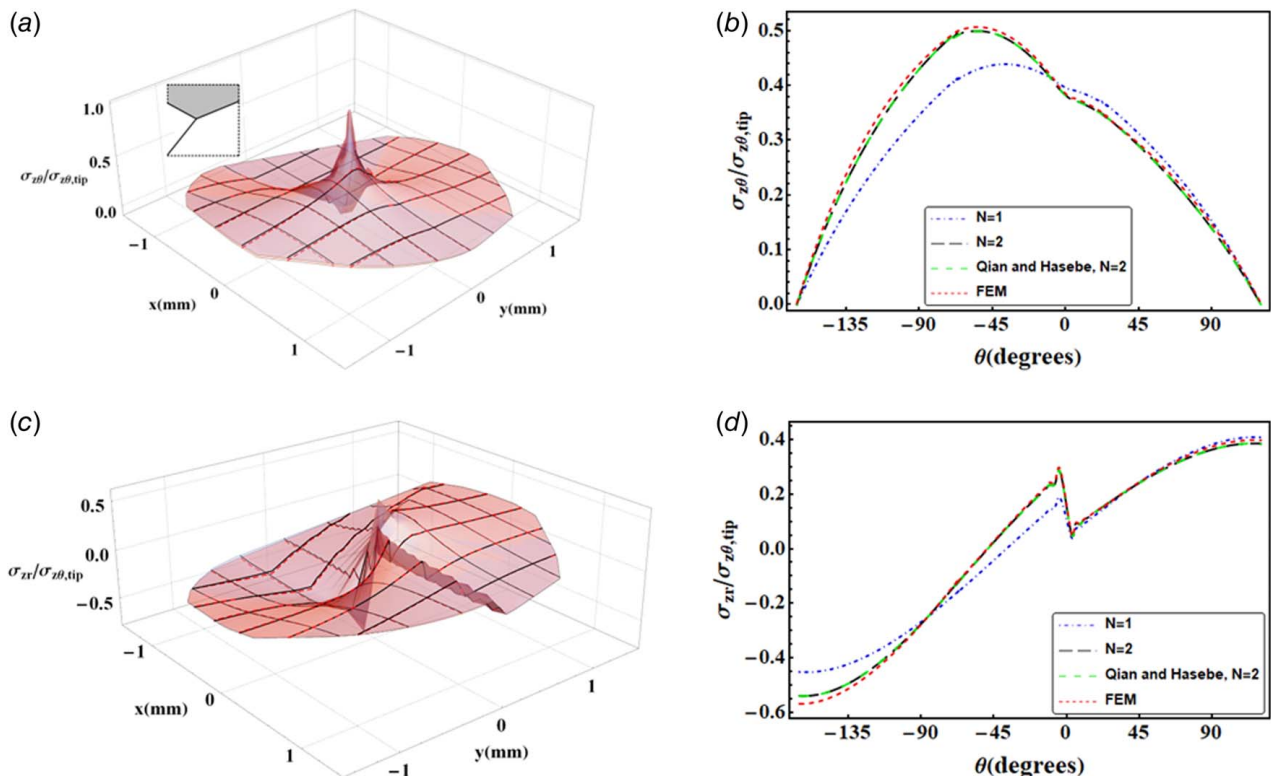 (a)
1.0
0.5
σzθ/σzθ,tip
0.0
−1
0
1
x(mm)
−1
0
1
y(mm)
(b)
0.5
0.4
0.3
0.2
0.1
0.0
σzθ/σzθ,tip
N=1
N=2
Qian and Hasebe, N=2
FEM
−135 −90 −45 0 45 90
θ(degrees)
(c)
0.5
0.0
σzr/σzθ,tip
−0.5
−1
0
1
x(mm)
−1
0
1
y(mm)
(d)
0.4
0.2
0.0
−0.2
−0.4
−0.6
σzr/σzθ,tip
N=1
N=2
Qian and Hasebe, N=2
FEM
−135 −90 −45 0 45 90
θ(degrees)